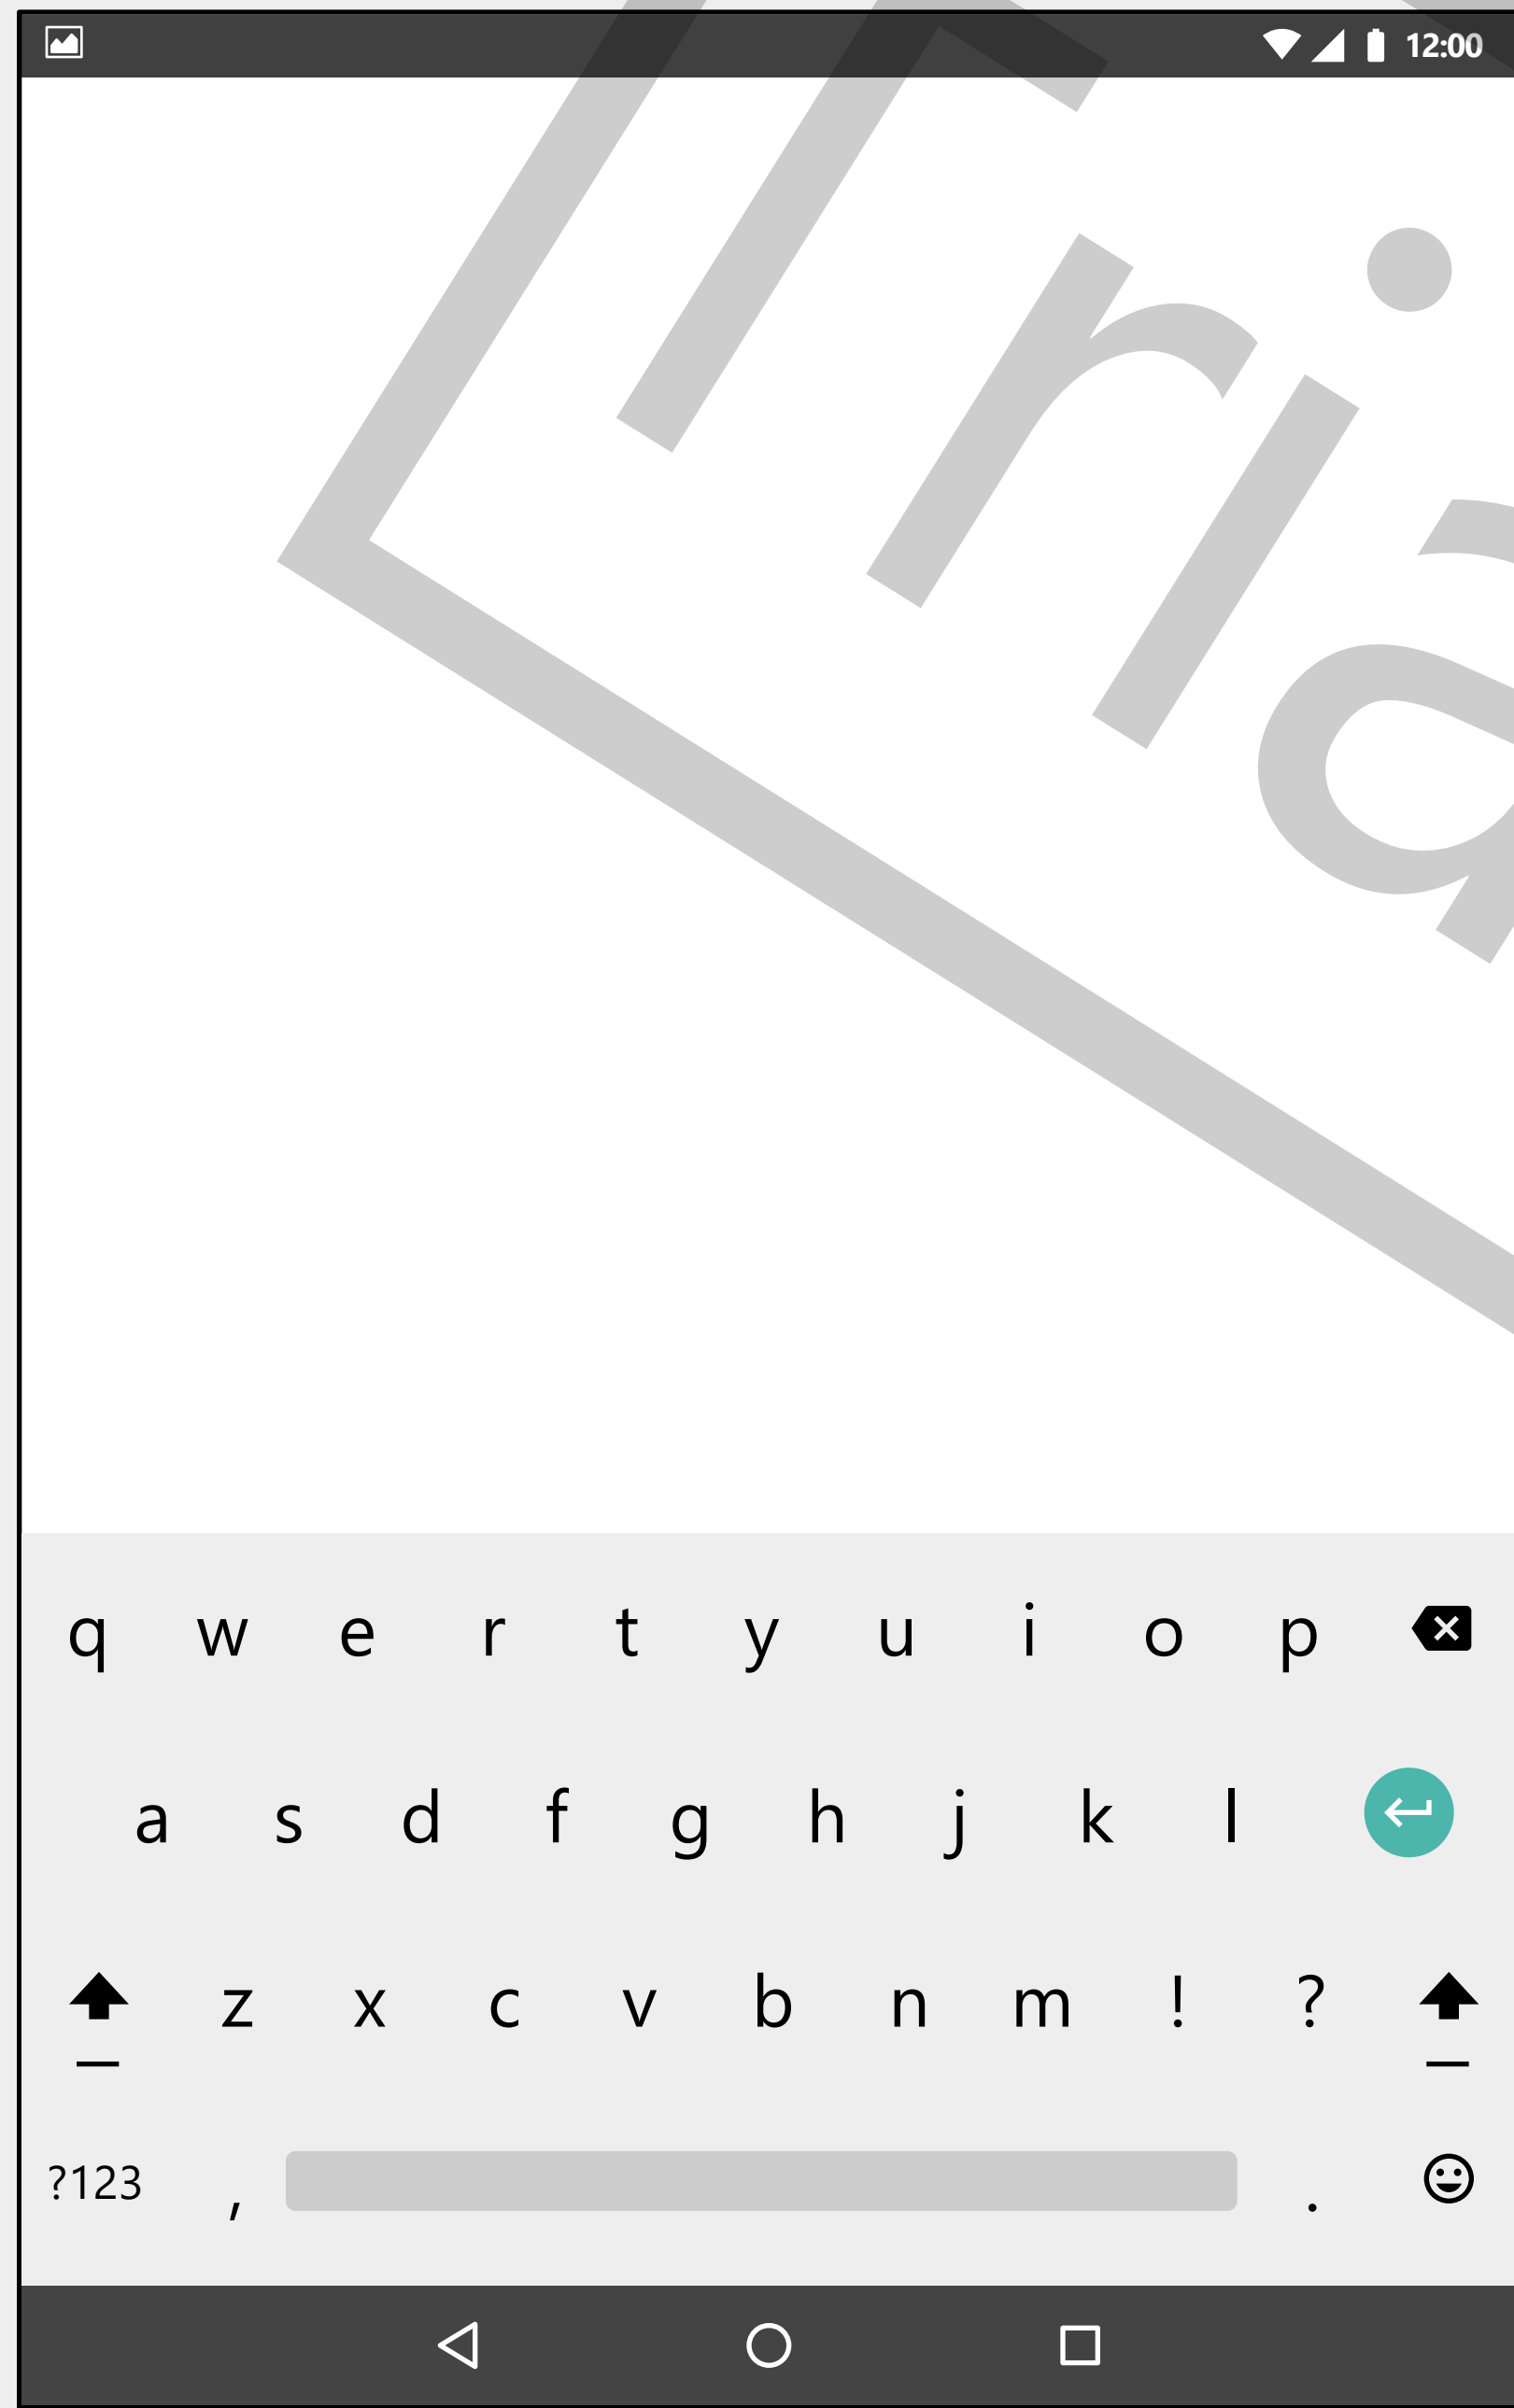 12:00
Tria
q w e r t y u i o p
a s d f g h j k l
z x c v b n m ! ?
?123 , .